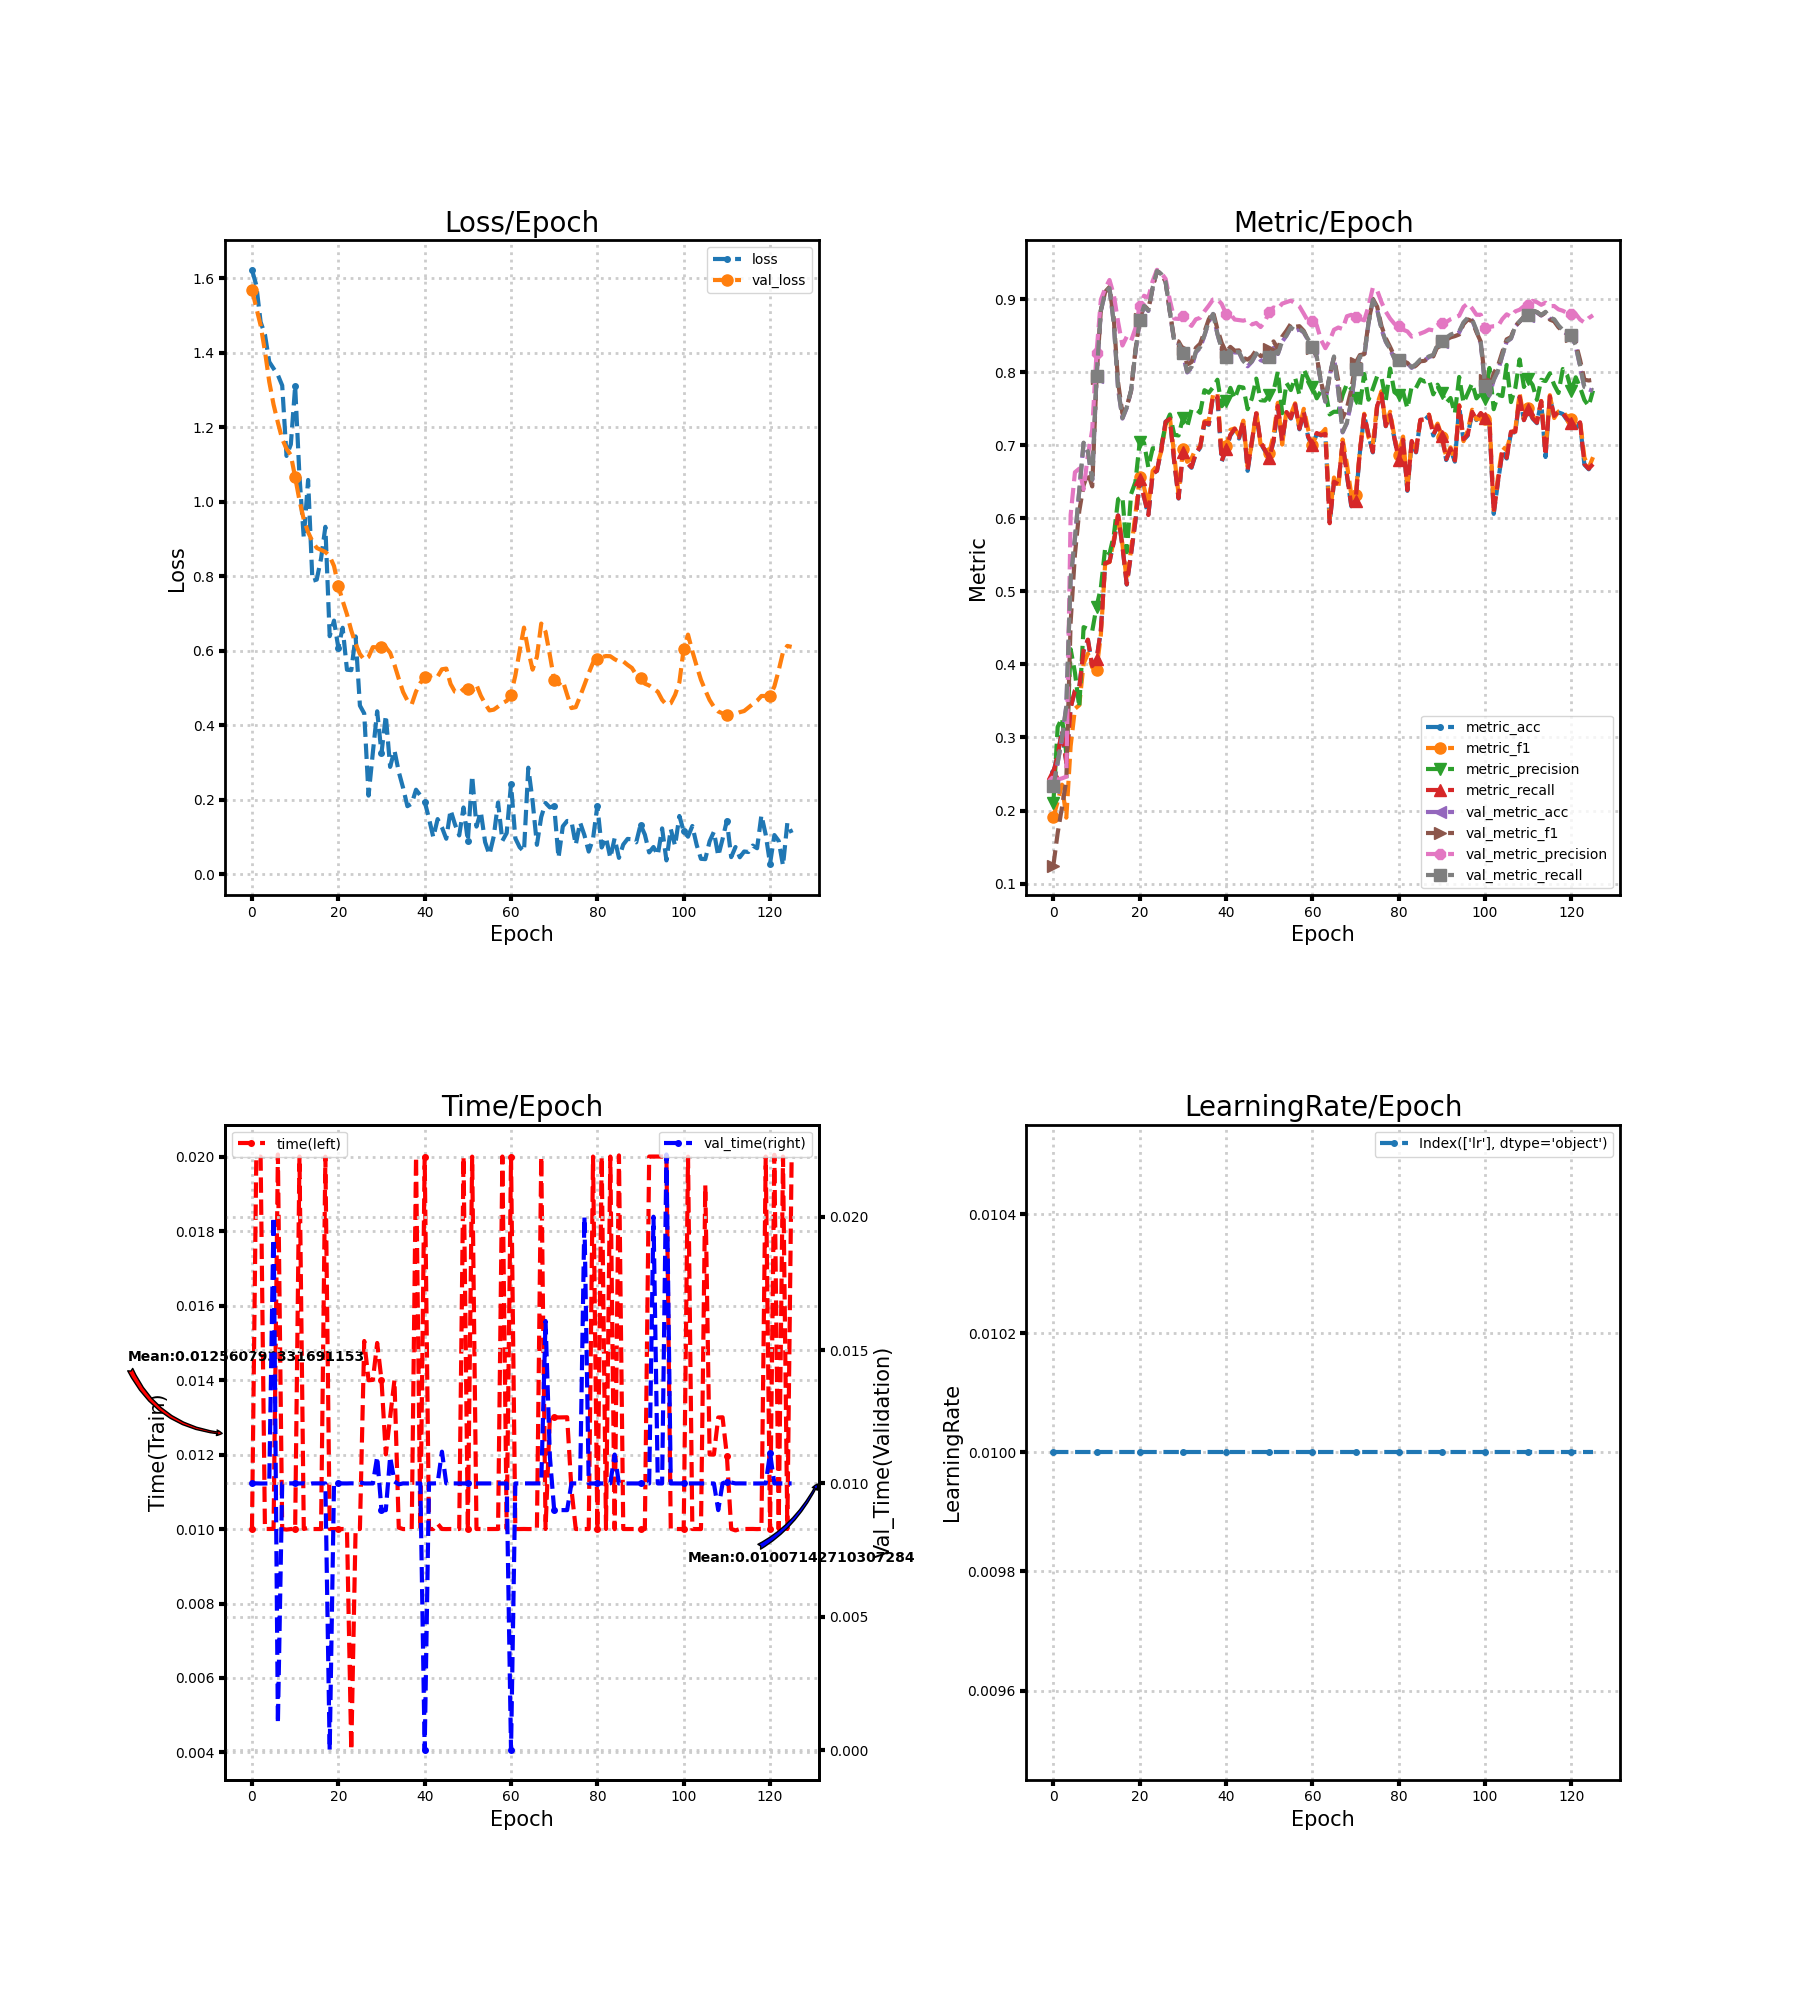 Loss/Epoch
loss
val_loss
1.6
1.4
1.2
1.0
0.8
0.6
0.4
0.2
0.0
Loss
0 20 40 60 80 100 120
Epoch
Metric/Epoch
0.9
0.8
0.7
0.6
0.5
0.4
0.3
0.2
0.1
Metric
metric_acc
metric_f1
metric_precision
metric_recall
val_metric_acc
val_metric_f1
val_metric_precision
val_metric_recall
0 20 40 60 80 100 120
Epoch
Time/Epoch
time(left)
val_time(right)
0.020
0.018
0.016
0.014
0.012
0.010
0.008
0.006
0.004
Time(Train)
0.020
0.015
0.010
0.005
0.000
Val_Time(Validation)
Mean:0.01007142710307284
0 20 40 60 80 100 120
Epoch
LearningRate/Epoch
Index(['lr'], dtype='object')
0.0104
0.0102
0.0100
0.0098
0.0096
LearningRate
0 20 40 60 80 100 120
Epoch